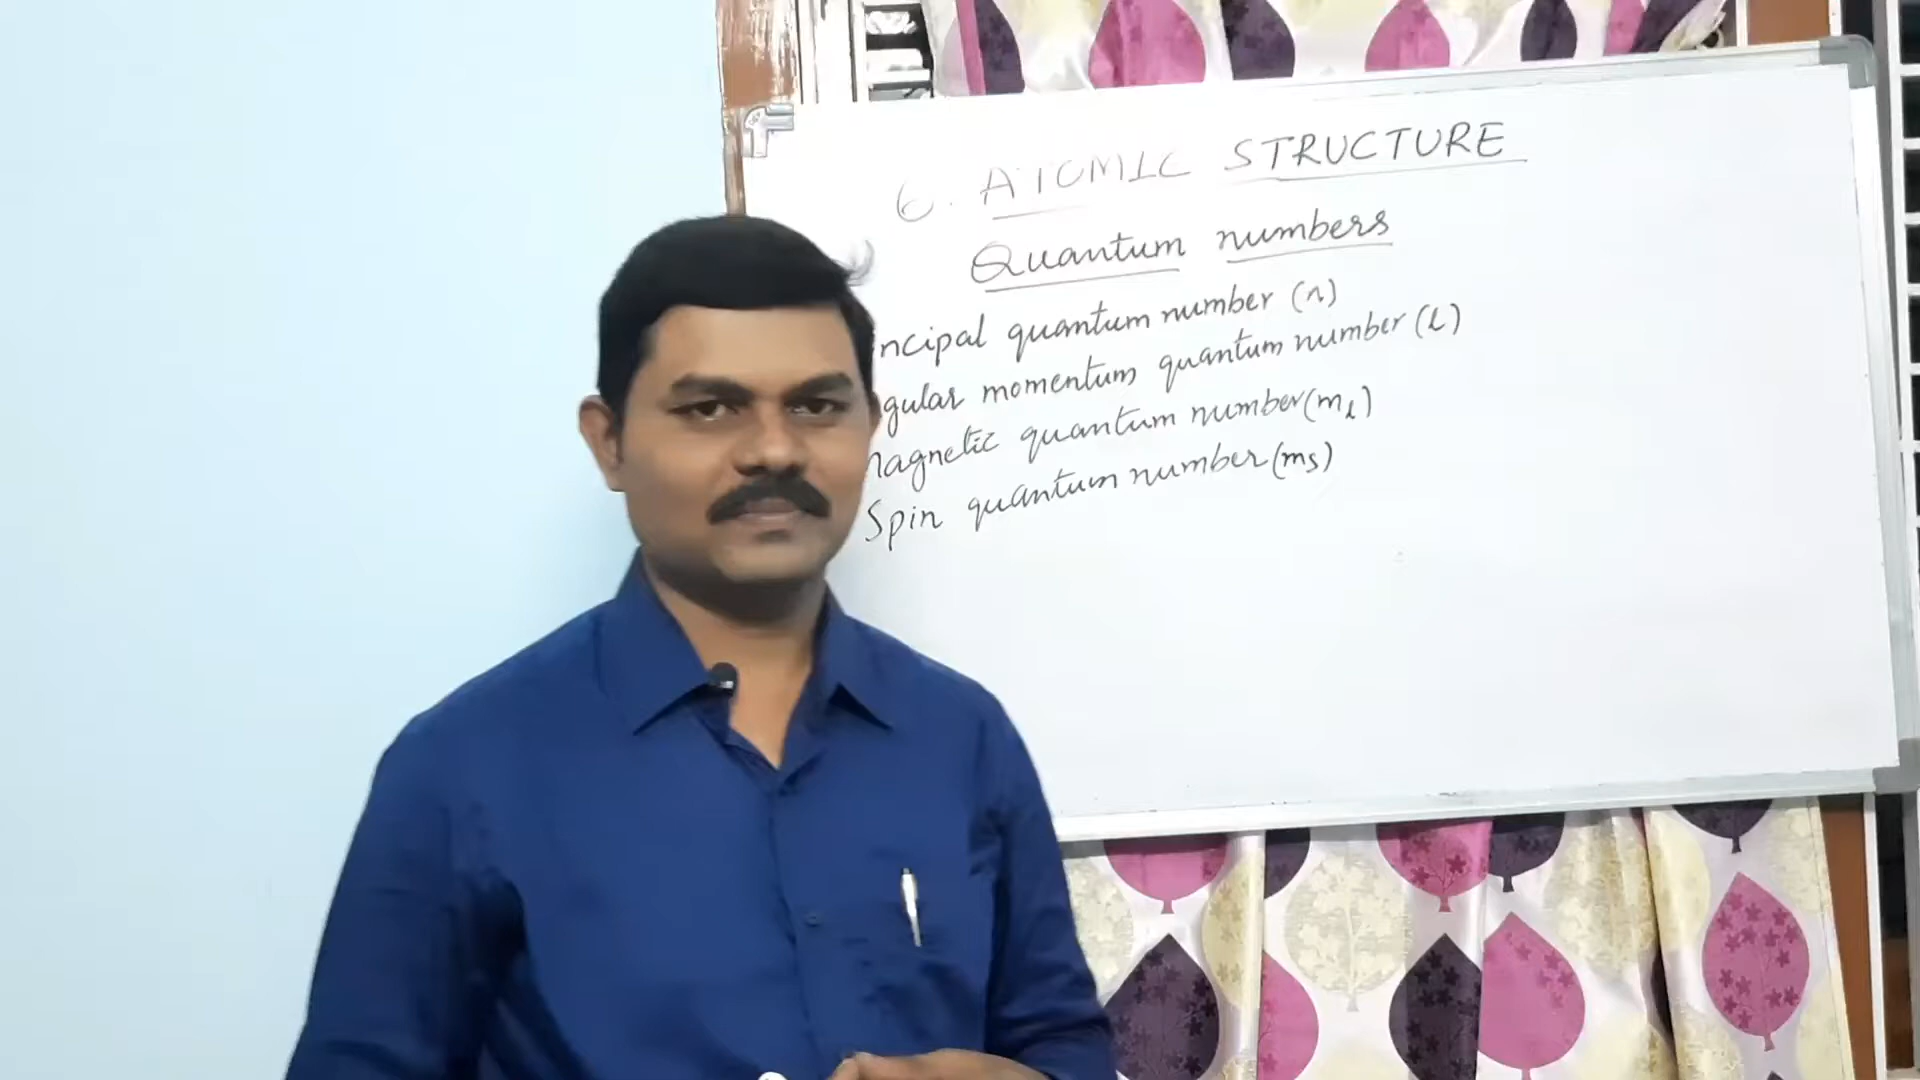 6. ATOMIC STRUCTURE
Quantum numbers
ncipal quantum number (n)
gular momentum quantum number (l)
Magnetic quantum number (ml)
Spin quantum number (ms)